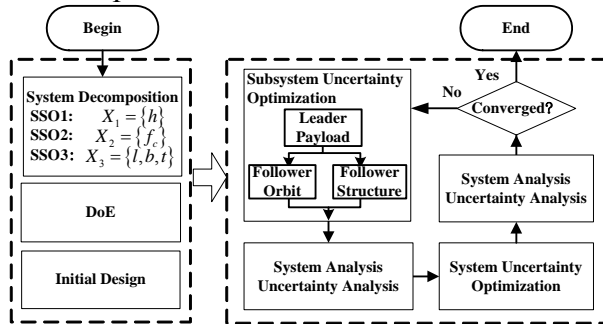 Begin
System Decomposition
SSO1: X₁ = {h}
SSO2: X₂ = {f_c}
SSO3: X₃ = {l, b, t}
DoE
Initial Design
End
Yes
No
Converged?
Subsystem Uncertainty
Optimization
Leader
Payload
Follower
Orbit
Follower
Structure
System Analysis
Uncertainty Analysis
System Analysis
Uncertainty Analysis
System Uncertainty
Optimization